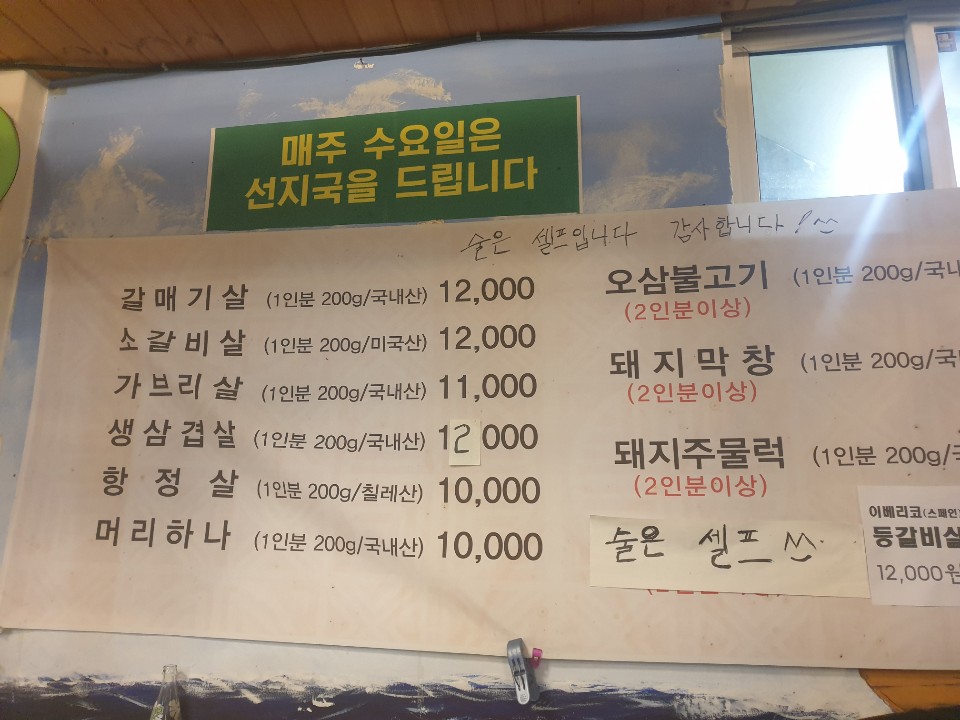 매주 수요일은
선지국을 드립니다
술은 셀프입니다 감사합니다!^^
갈매기살 (1인분 200g/국내산) 12,000
소갈비살 (1인분 200g/미국산) 12,000
가브리살 (1인분 200g/국내산) 11,000
생삼겹살 (1인분 200g/국내산) 12000
항정살 (1인분 200g/칠레산) 10,000
머리하나 (1인분 200g/국내산) 10,000
오삼불고기 (1인분 200g/국내
(2인분이상)
돼지막창 (1인분 200g/국
(2인분이상)
돼지주물럭 (1인분 200g/
(2인분이상)
술은 셀프^^
이베리코(스페인
등갈비살
12,000원